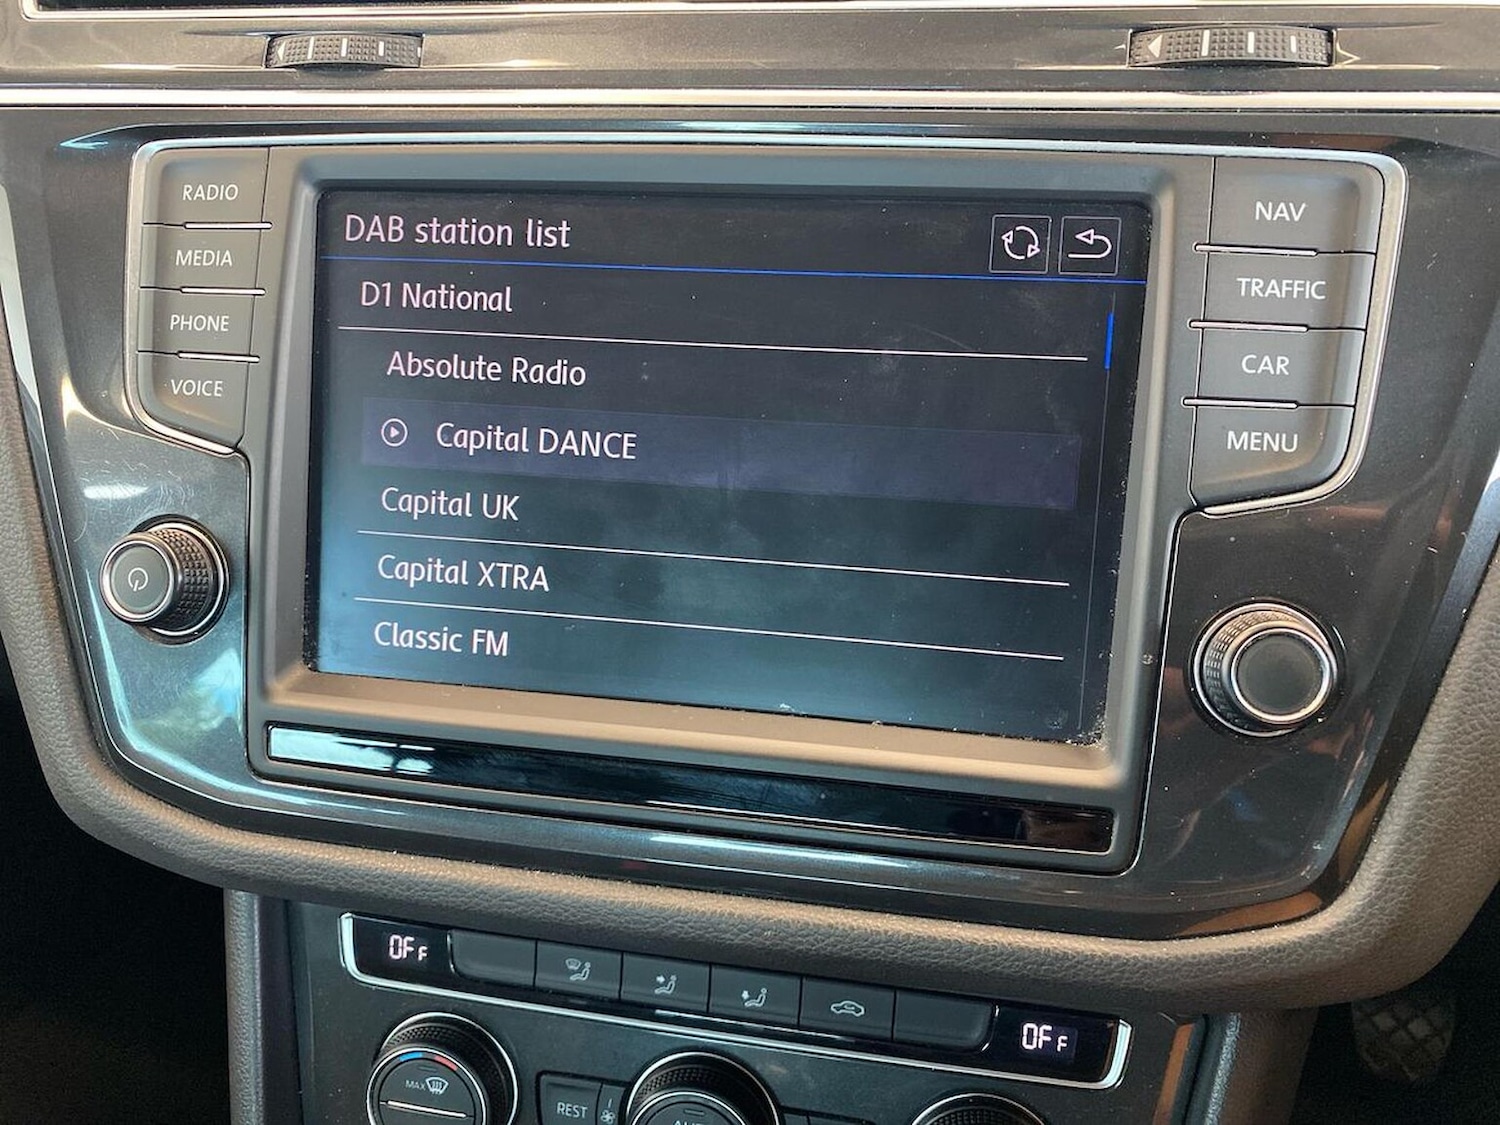 RADIO
MEDIA
PHONE
VOICE
DAB station list
D1 National
Absolute Radio
Capital DANCE
Capital UK
Capital XTRA
Classic FM
NAV
TRAFFIC
CAR
MENU
OFF
OFF
MAX
REST